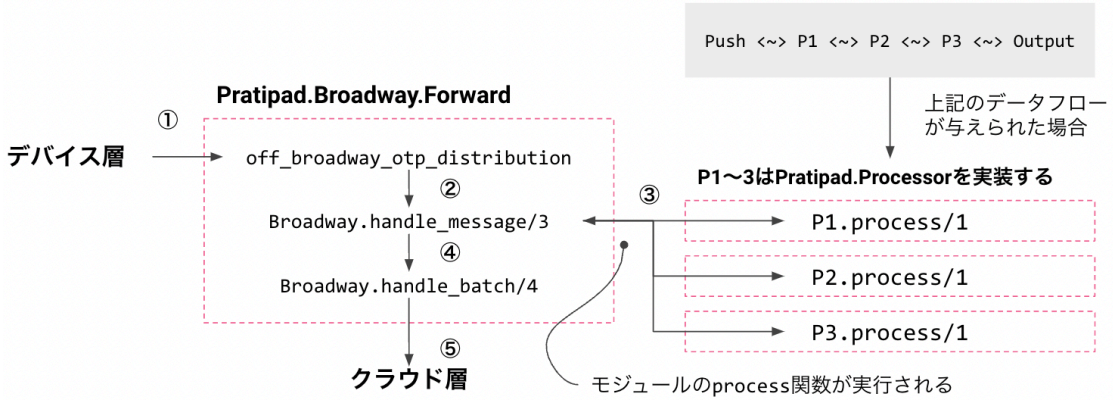 Push <~> P1 <~> P2 <~> P3 <~> Output
上記のデータフロー
が与えられた場合
Pratipad.Broadway.Forward
①
デバイス層
off_broadway_otp_distribution
②
Broadway.handle_message/3
④
Broadway.handle_batch/4
⑤
クラウド層
③
P1〜3はPratipad.Processorを実装する
P1.process/1
P2.process/1
P3.process/1
モジュールのprocess関数が実行される